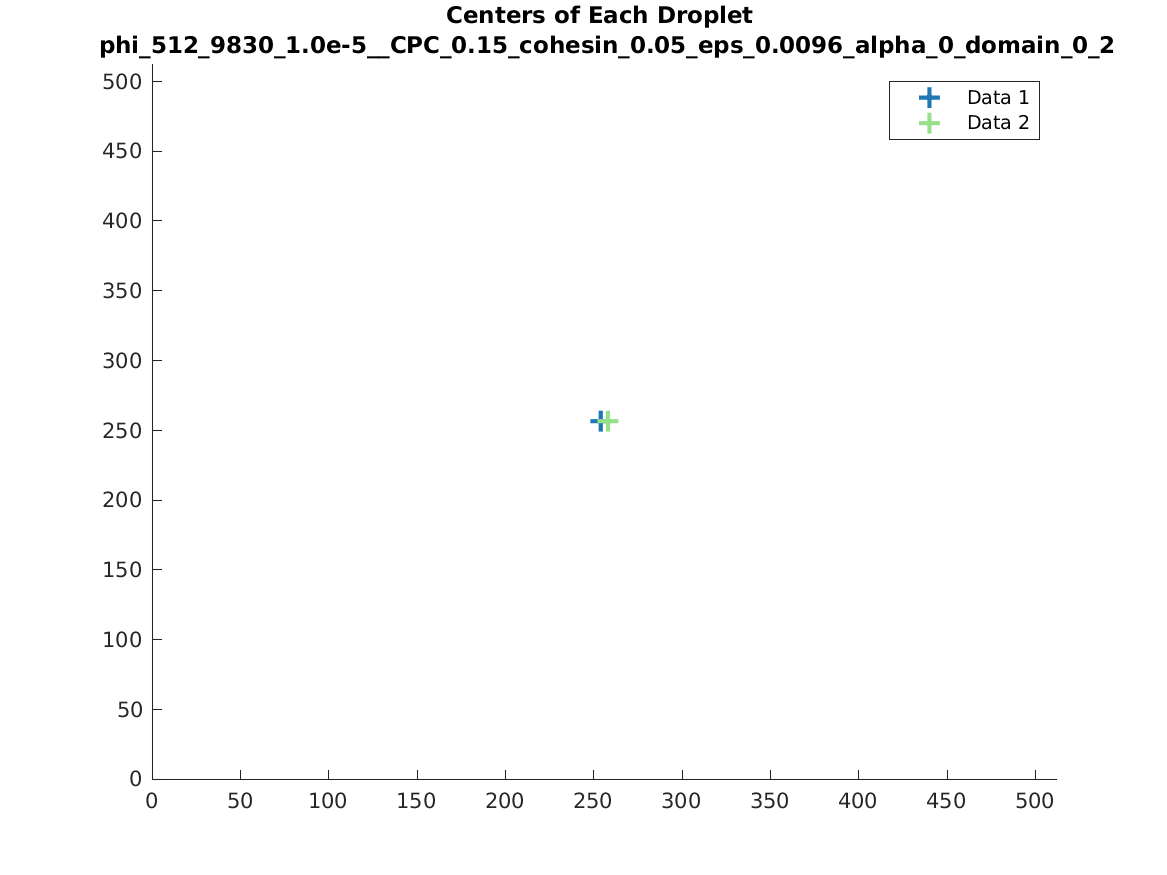 Centers of Each Droplet
phi_512_9830_1.0e-5__CPC_0.15_cohesin_0.05_eps_0.0096_alpha_0_domain_0_2
Data 1
Data 2
500
450
400
350
300
250
200
150
100
50
0
0 50 100 150 200 250 300 350 400 450 500